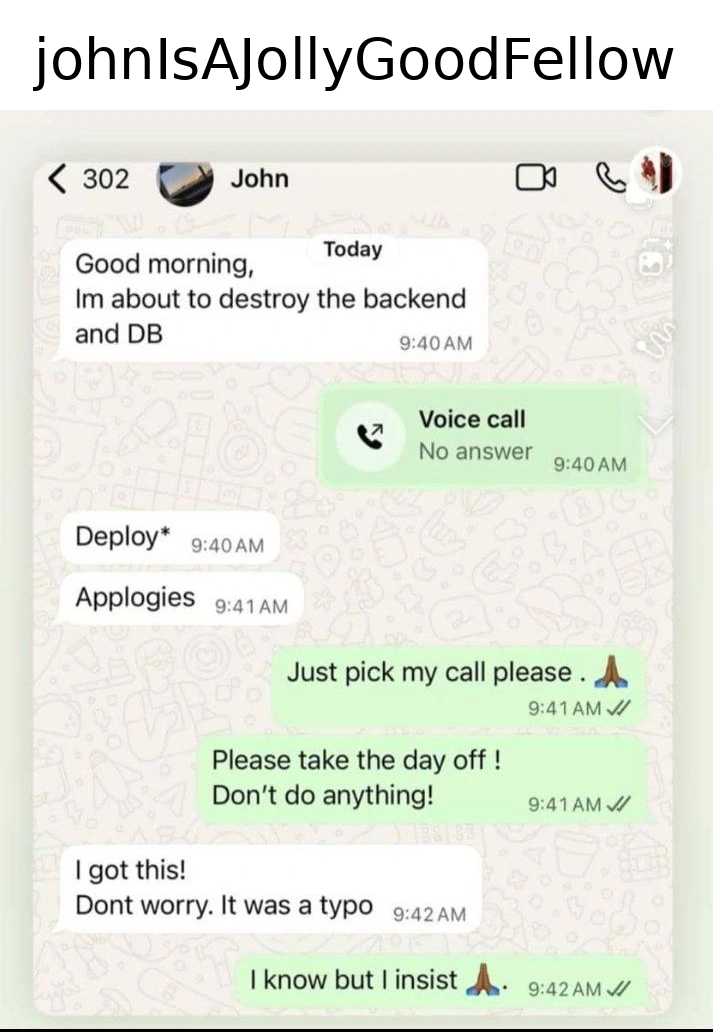 johnIsAJollyGoodFellow
302 John
Today
Good morning,
Im about to destroy the backend
and DB 9:40 AM
Voice call
No answer 9:40 AM
Deploy* 9:40 AM
Applogies 9:41 AM
Just pick my call please . 🙏🏾
9:41 AM
Please take the day off !
Don't do anything! 9:41 AM
I got this!
Dont worry. It was a typo 9:42 AM
I know but I insist 🙏🏾. 9:42 AM